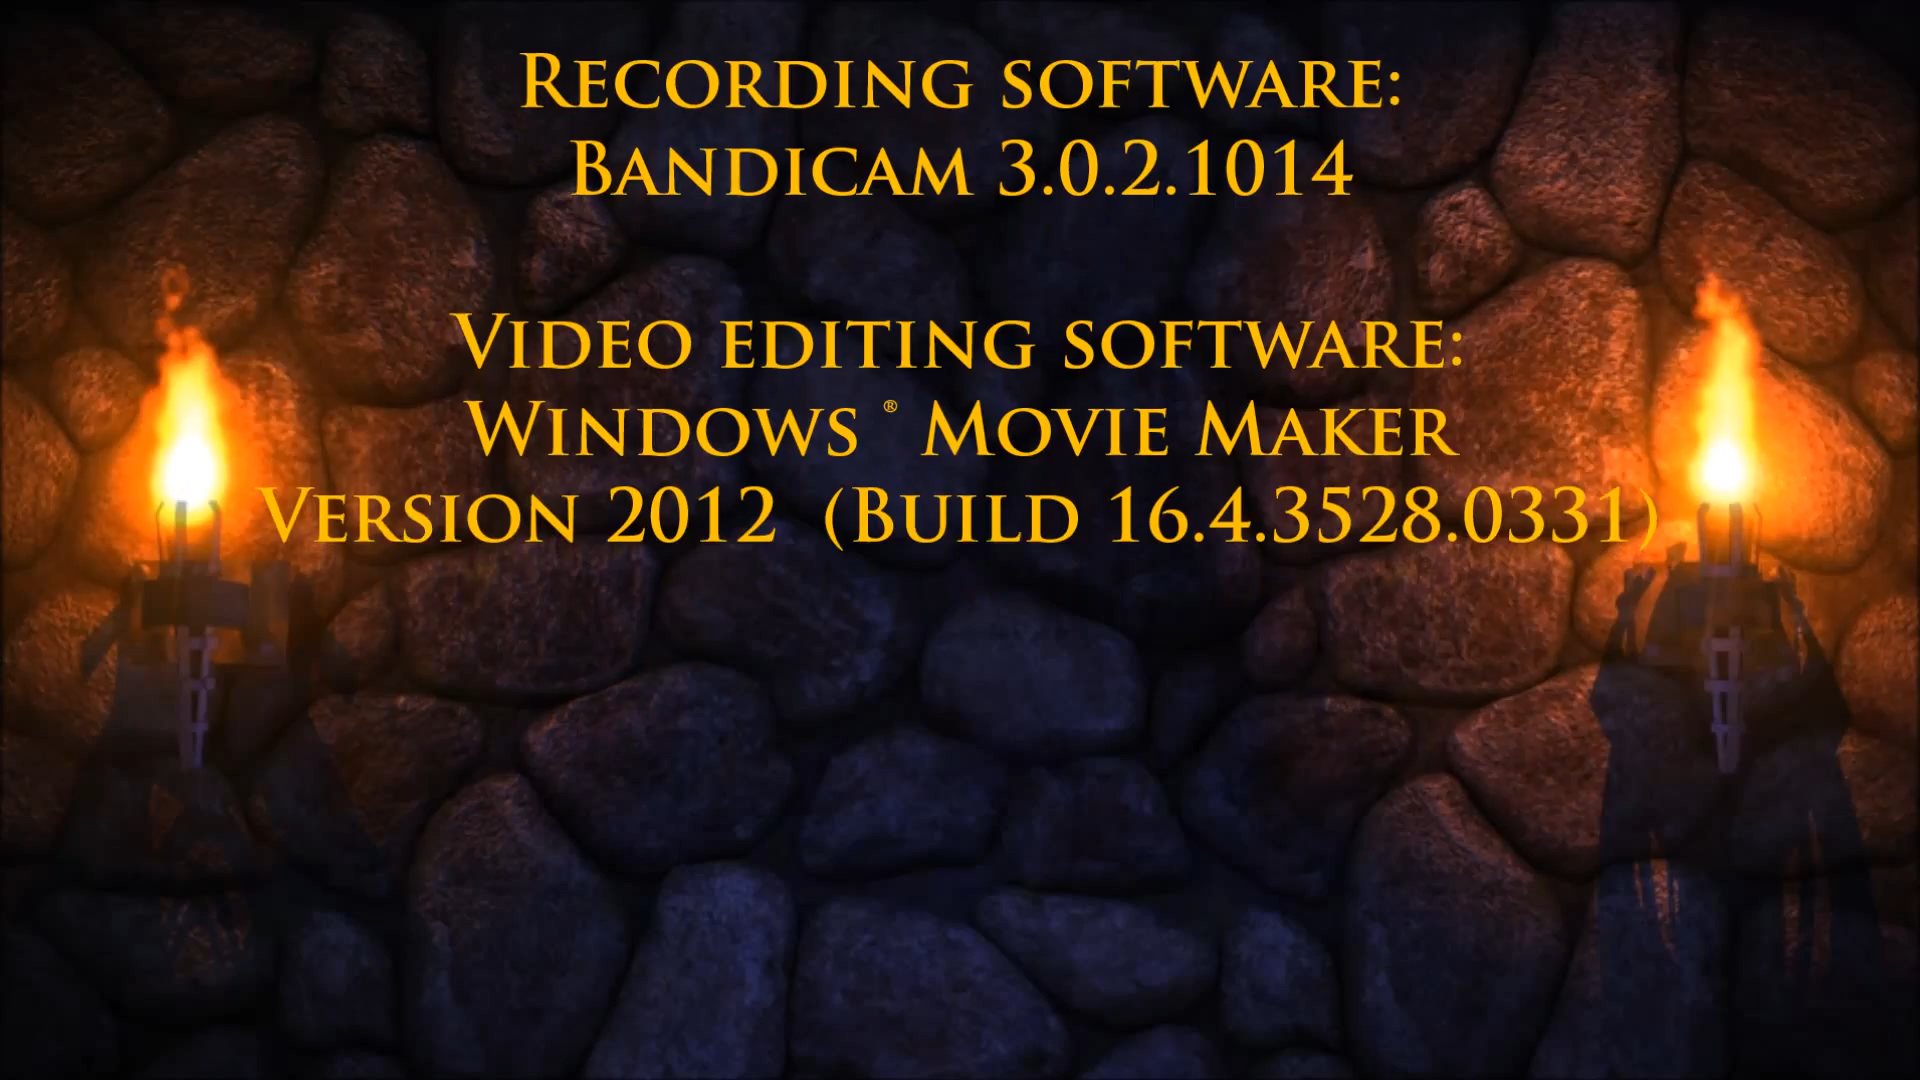 Recording software:
Bandicam 3.0.2.1014
Video editing software:
Windows ® Movie Maker
Version 2012 (Build 16.4.3528.0331)